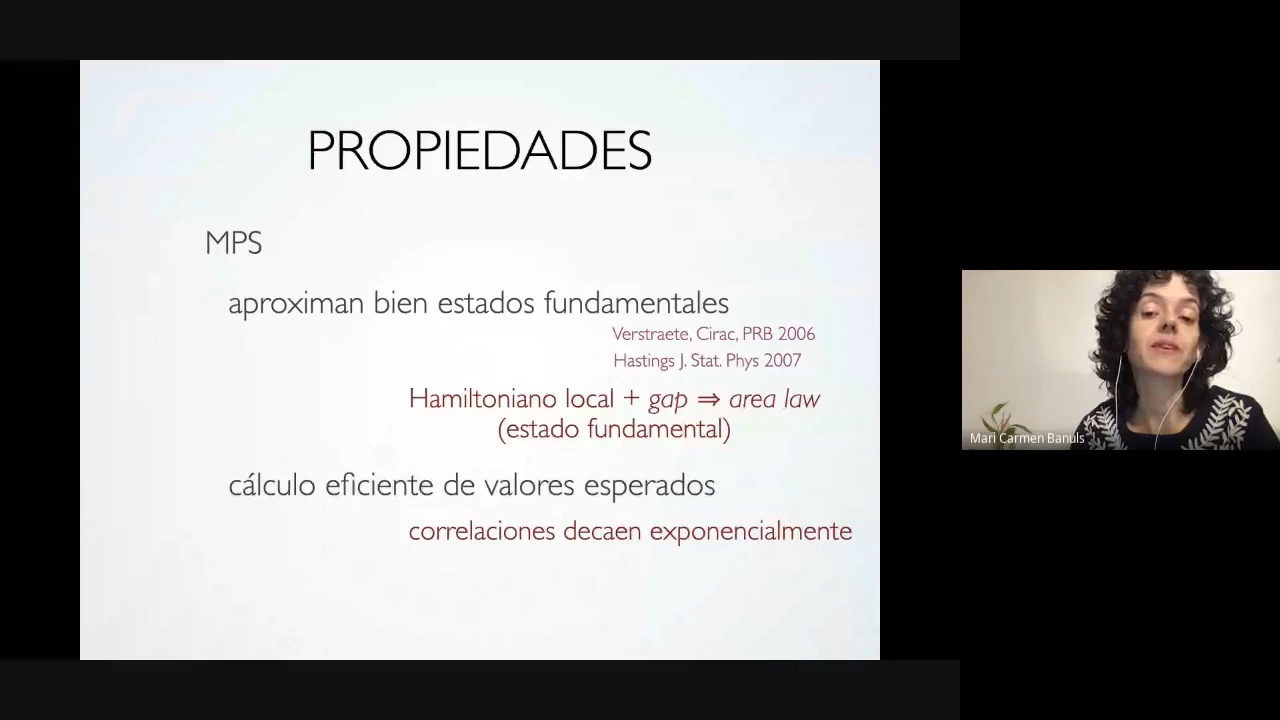 PROPIEDADES
MPS
aproximan bien estados fundamentales
Verstraete, Cirac, PRB 2006
Hastings J. Stat. Phys 2007
Hamiltoniano local + gap ⇒ area law
(estado fundamental)
cálculo eficiente de valores esperados
correlaciones decaen exponencialmente
Mari Carmen Banuls